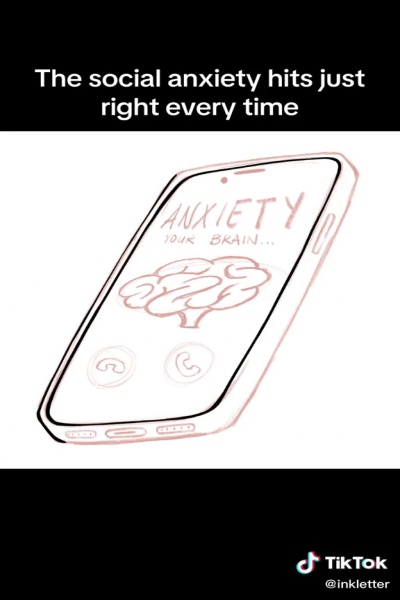 The social anxiety hits just
right every time
ANXIETY
YOUR BRAIN...
TikTok
@inkletter